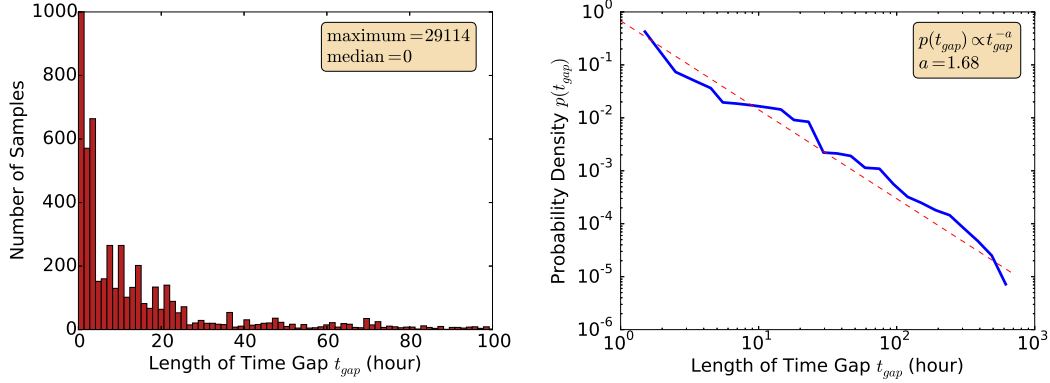 1000
800
600
400
200
0
0 20 40 60 80 100
Number of Samples
Length of Time Gap t_gap (hour)
maximum=29114
median=0
10^0
10^-1
10^-2
10^-3
10^-4
10^-5
10^-6
10^0 10^1 10^2 10^3
Probability Density p(t_gap)
Length of Time Gap t_gap (hour)
p(t_gap) ∝ t_gap^-a
a=1.68